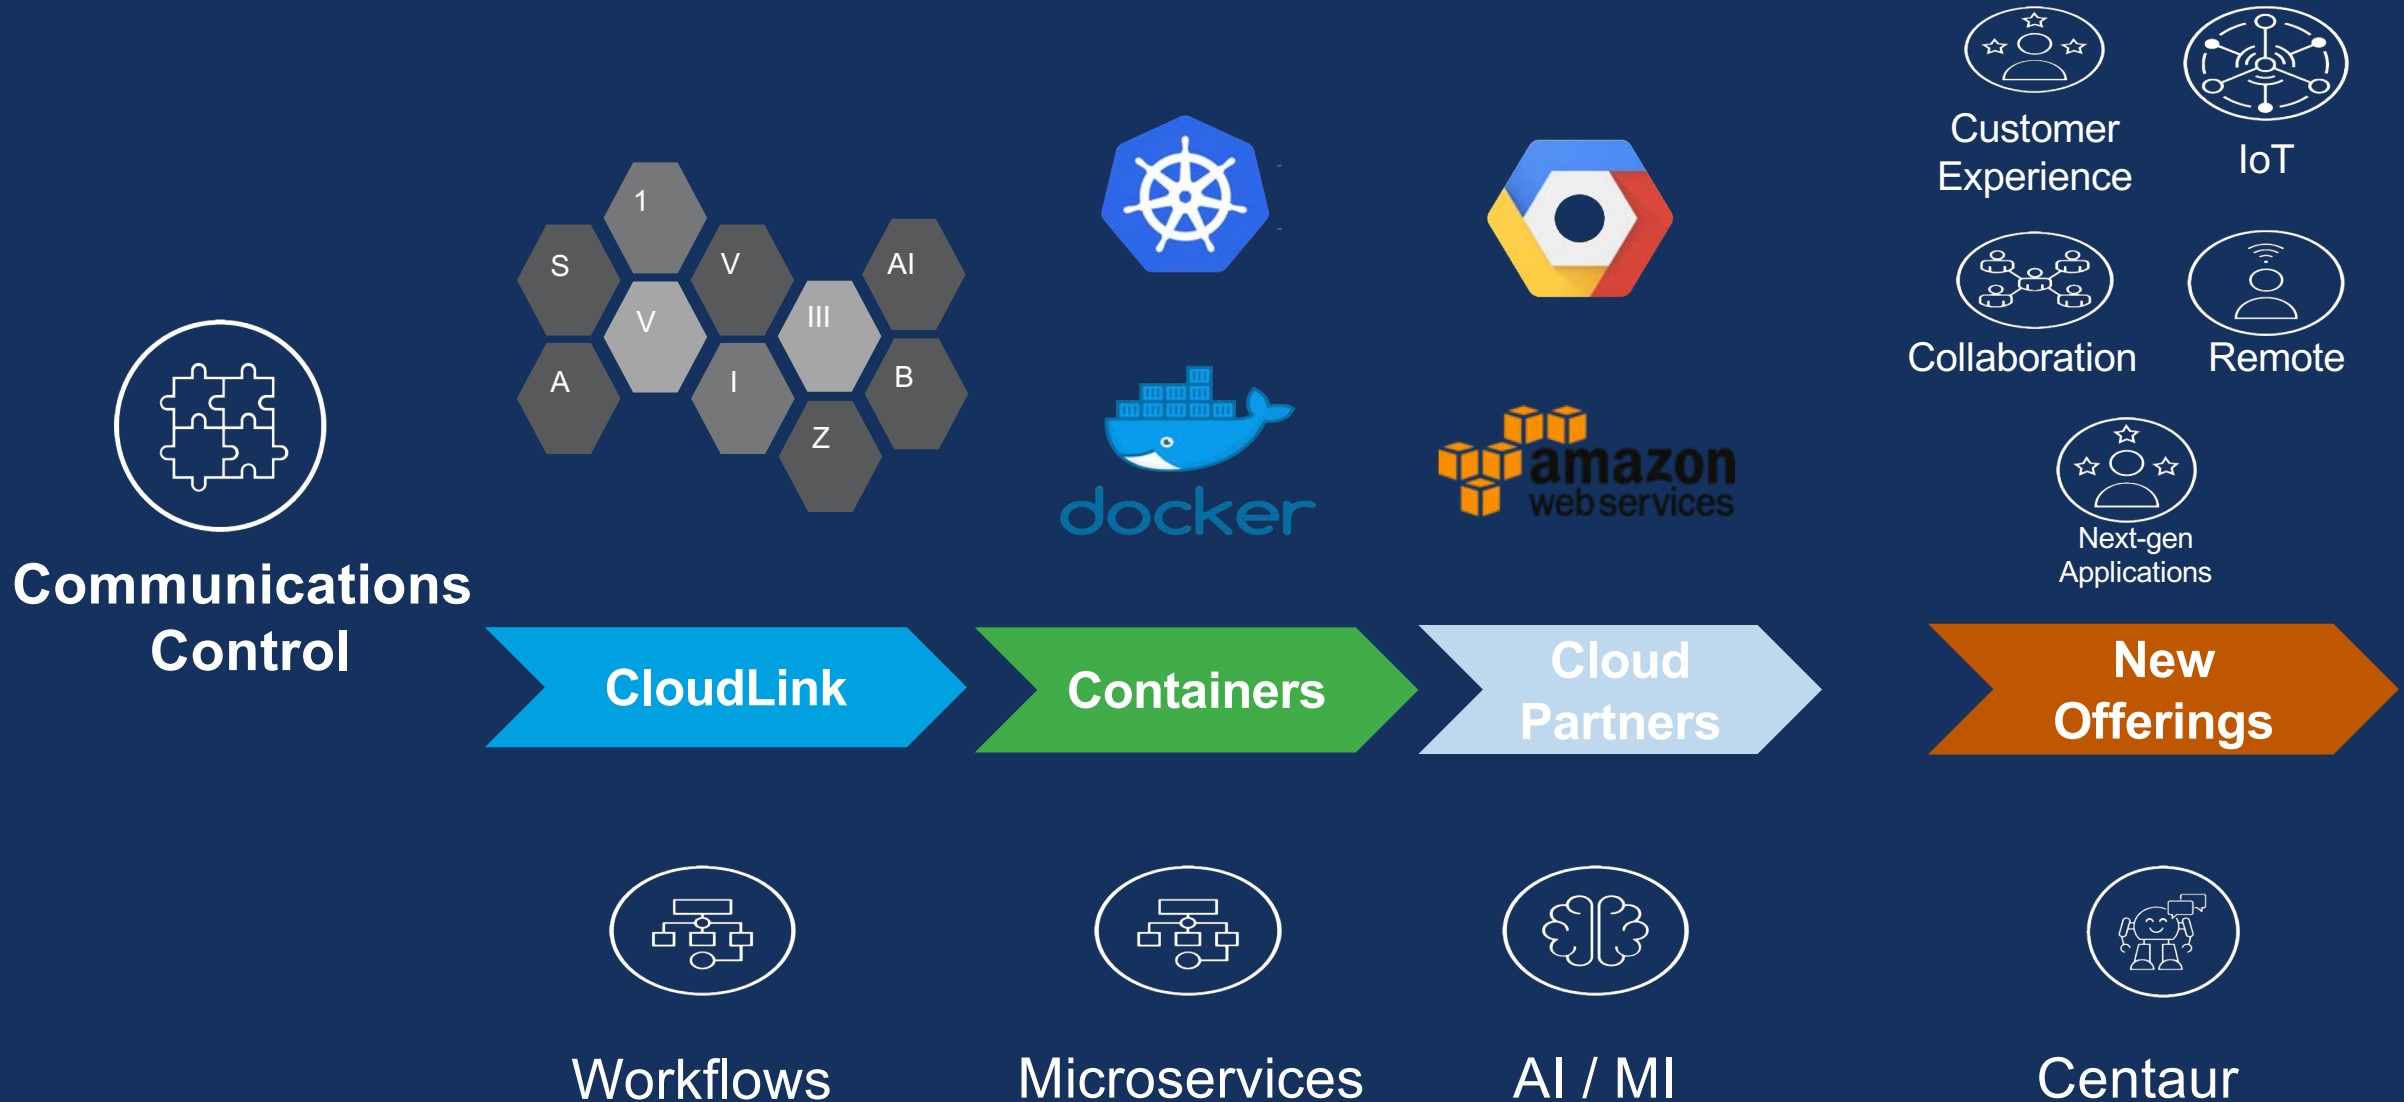 Communications
Control
1
S
V
AI
V
III
A
I
B
Z
docker
amazon
web services
Customer
Experience
IoT
Collaboration
Remote
Next-gen
Applications
CloudLink
Containers
Cloud
Partners
New
Offerings
Workflows
Microservices
AI / MI
Centaur